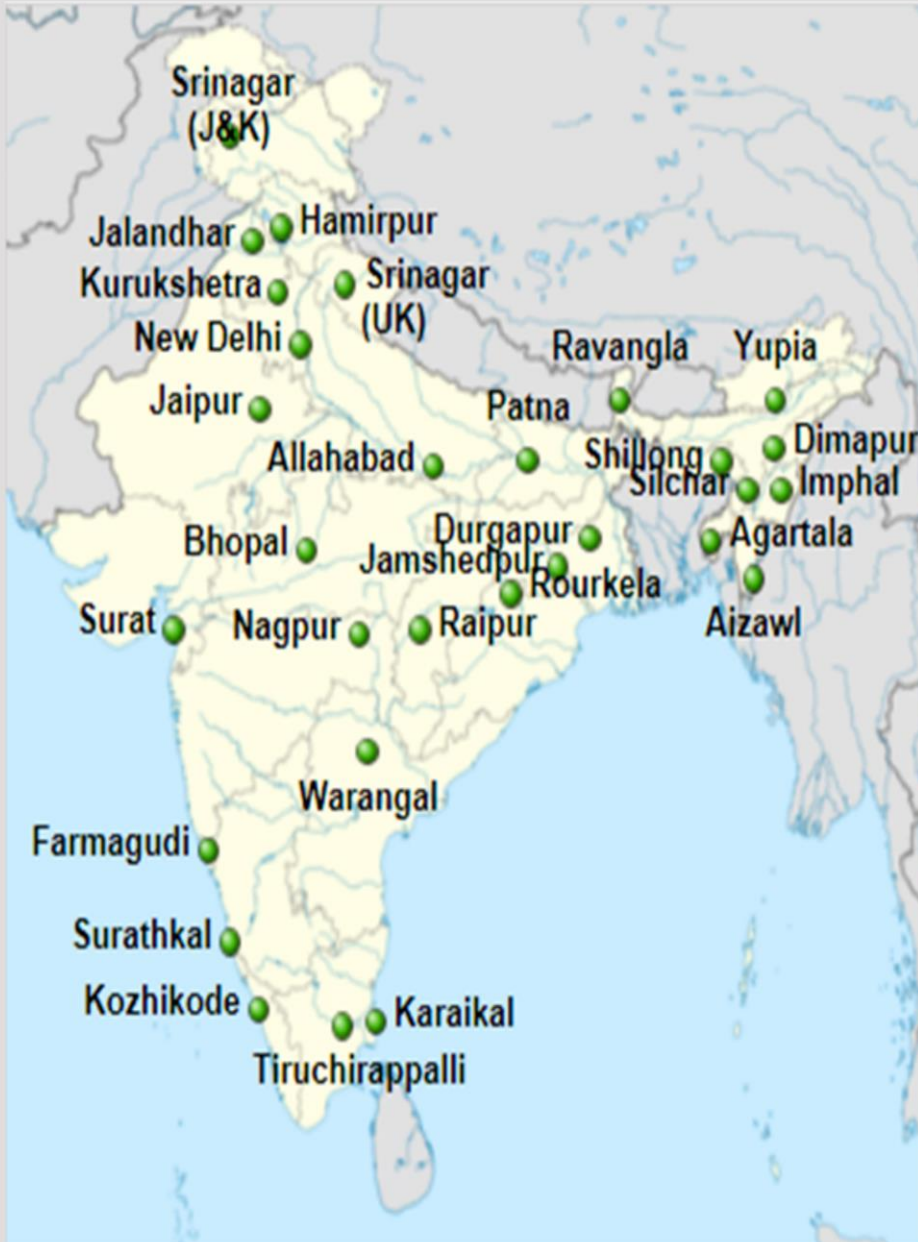 Srinagar
(J&K)
Jalandhar
Hamirpur
Kurukshetra
Srinagar
(UK)
New Delhi
Ravangla
Yupia
Jaipur
Patna
Allahabad
Shillong
Dimapur
Silchar
Imphal
Bhopal
Durgapur
Agartala
Jamshedpur
Rourkela
Surat
Nagpur
Raipur
Aizawl
Warangal
Farmagudi
Surathkal
Kozhikode
Karaikal
Tiruchirappalli